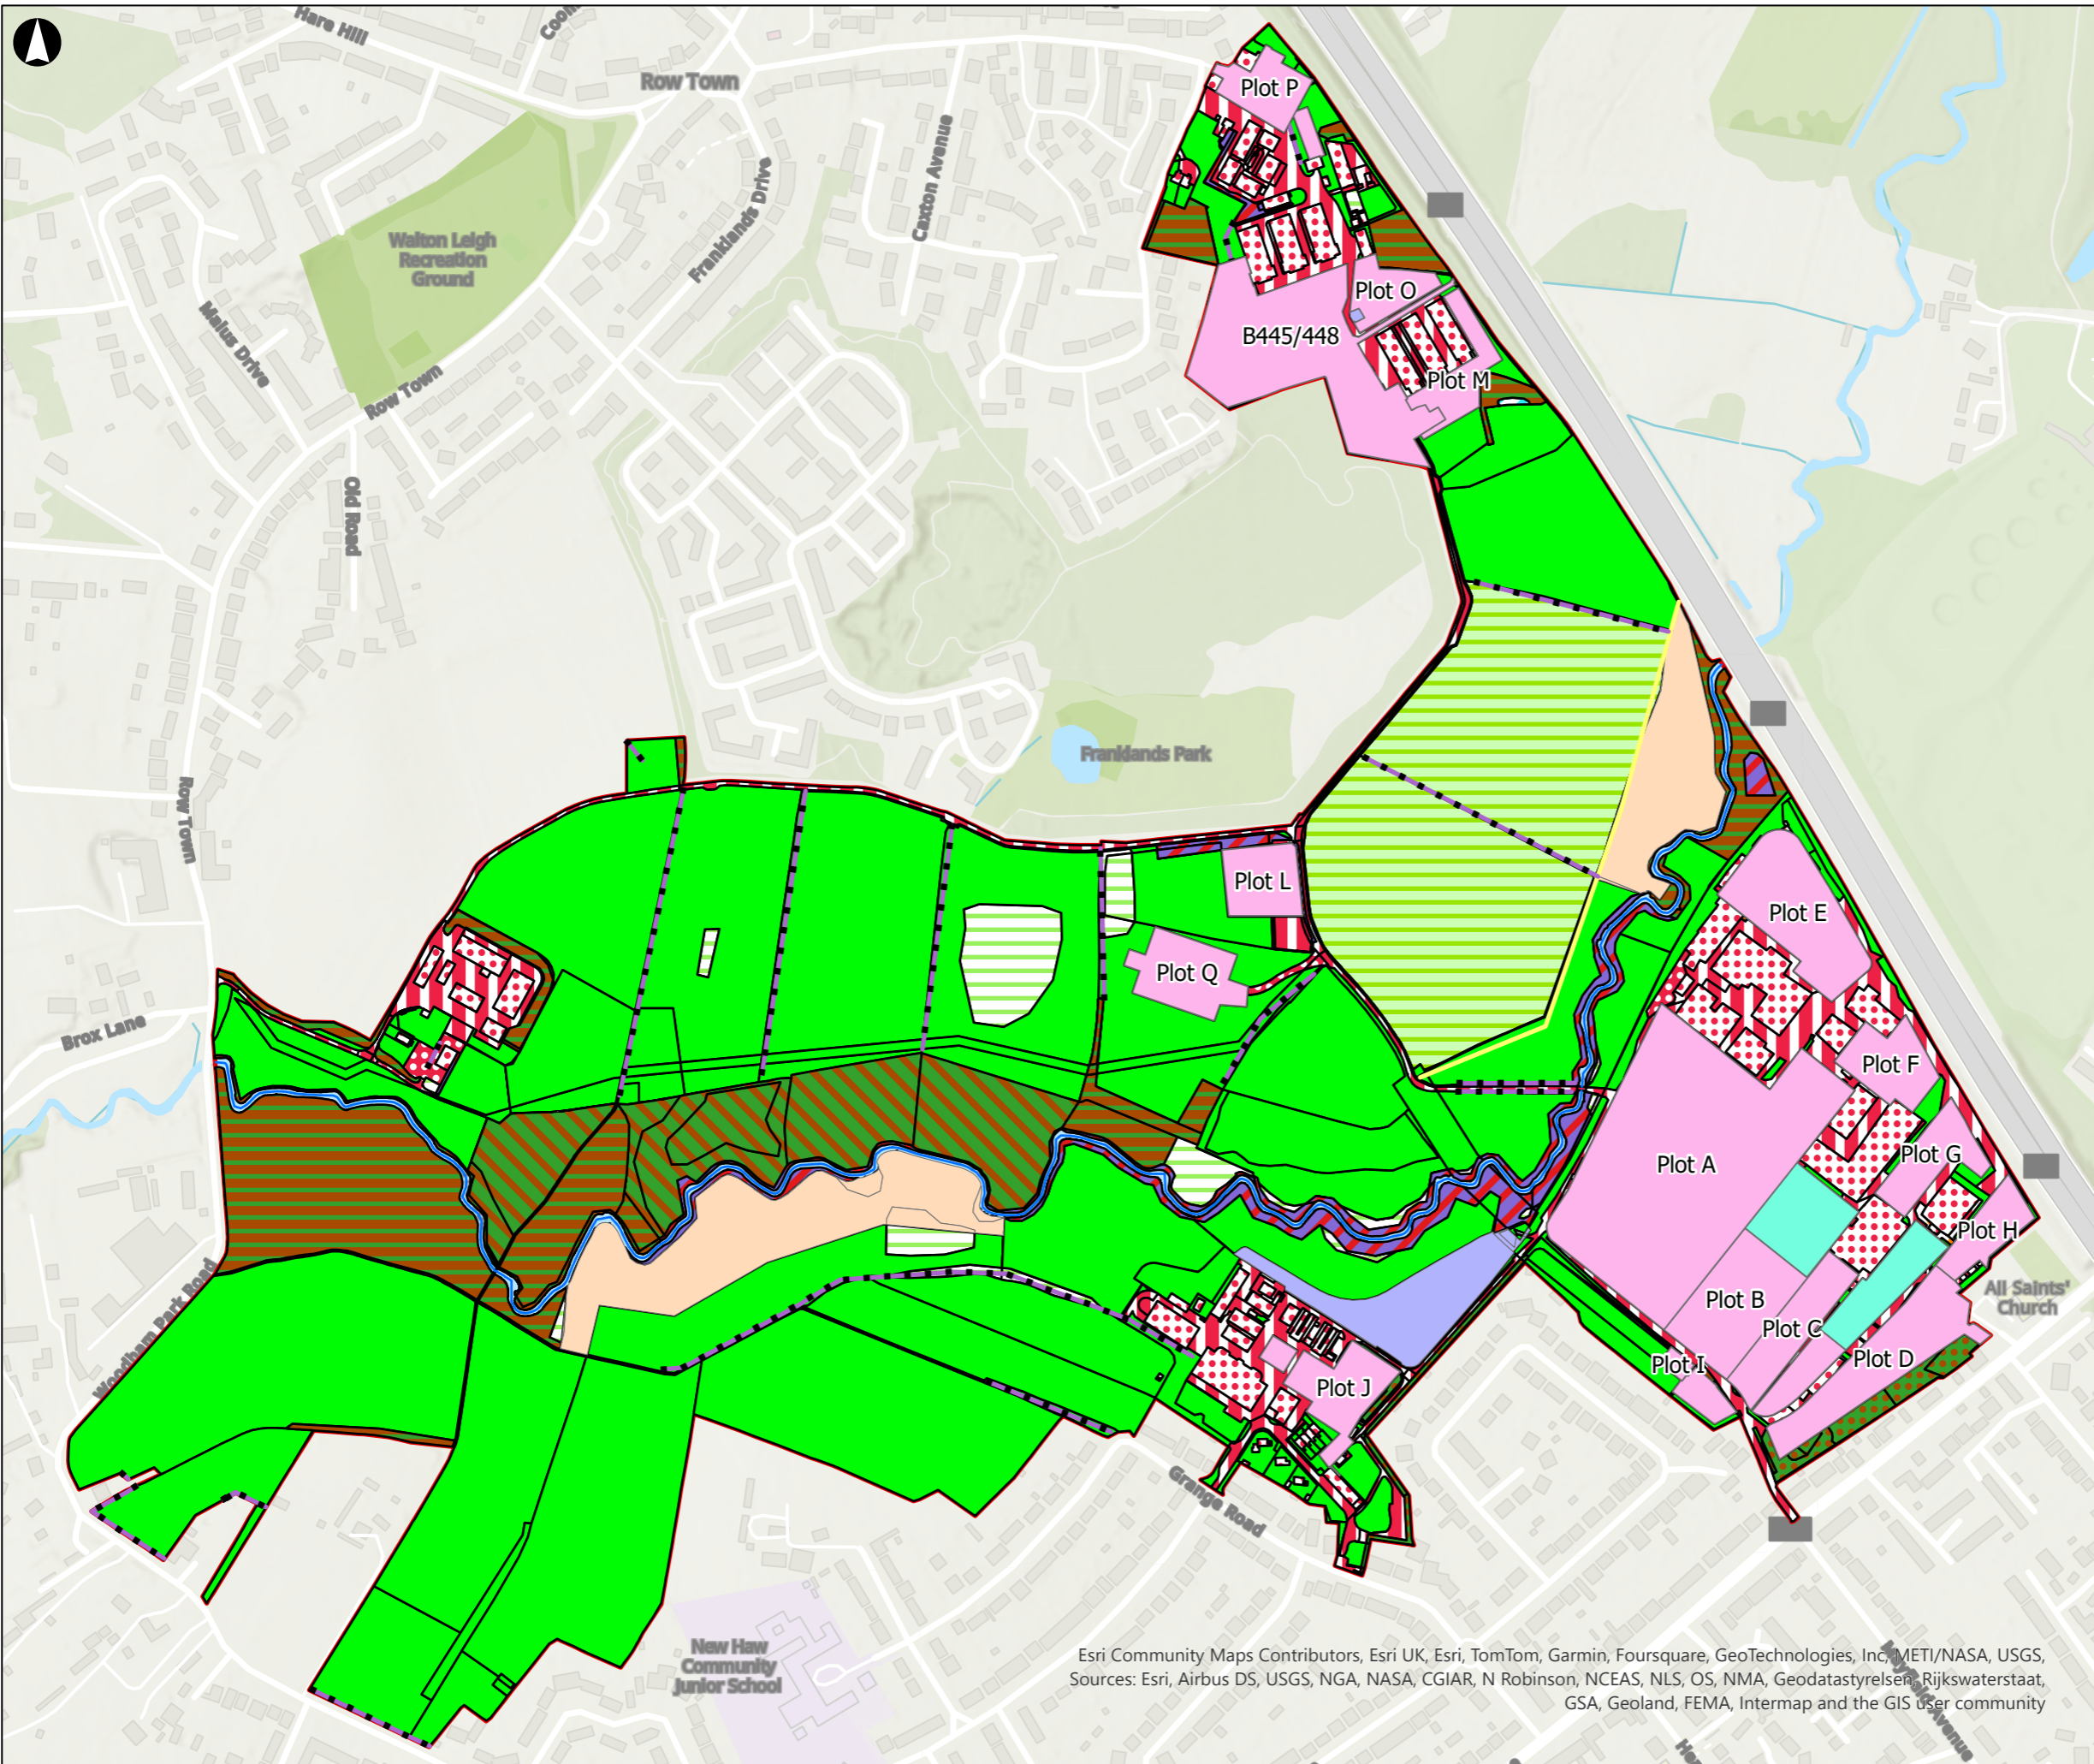 Hare Hill
Row Town
Plot P
Caxton Avenue
Franklands Drive
Walton Leigh
Recreation
Ground
Malus Drive
Row Town
Old Road
Plot O
B445/448
Plot M
Franklands Park
Row Town
Plot L
Plot E
Plot Q
Brox Lane
Plot F
Plot A
Plot G
Plot H
Plot B
Plot C
Plot I
Plot D
Plot J
All Saints'
Church
Woodham Park Road
Grange Road
New Haw
Community
Junior School
Esri Community Maps Contributors, Esri UK, Esri, TomTom, Garmin, Foursquare, GeoTechnologies, Inc, METI/NASA, USGS,
Sources: Esri, Airbus DS, USGS, NGA, NASA, CGIAR, N Robinson, NCEAS, NLS, OS, NMA, Geodatastyrelsen, Rijkswaterstaat,
GSA, Geoland, FEMA, Intermap and the GIS user community